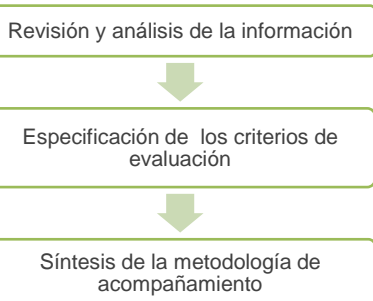 Revisión y análisis de la información
Especificación de los criterios de
evaluación
Síntesis de la metodología de
acompañamiento